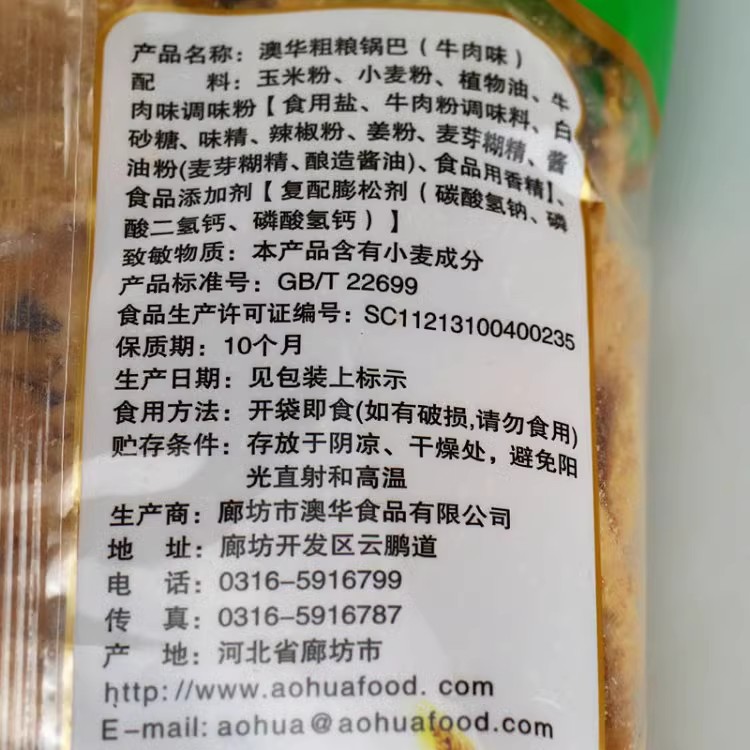 产品名称：澳华粗粮锅巴（牛肉味）
配 料：玉米粉、小麦粉、植物油、牛
肉味调味粉【食用盐、牛肉粉调味料、白
砂糖、味精、辣椒粉、姜粉、麦芽糊精、酱
油粉(麦芽糊精、酿造酱油)、食品用香精】、
食品添加剂【复配膨松剂（碳酸氢钠、磷
酸二氢钙、磷酸氢钙）】
致敏物质：本产品含有小麦成分
产品标准号：GB/T 22699
食品生产许可证编号：SC11213100400235
保质期：10个月
生产日期：见包装上标示
食用方法：开袋即食(如有破损,请勿食用)
贮存条件：存放于阴凉、干燥处，避免阳
光直射和高温
生产商：廊坊市澳华食品有限公司
地 址：廊坊开发区云鹏道
电 话：0316-5916799
传 真：0316-5916787
产 地：河北省廊坊市
http://www.aohuafood. com
E-mail: aohua@aohuafood.com